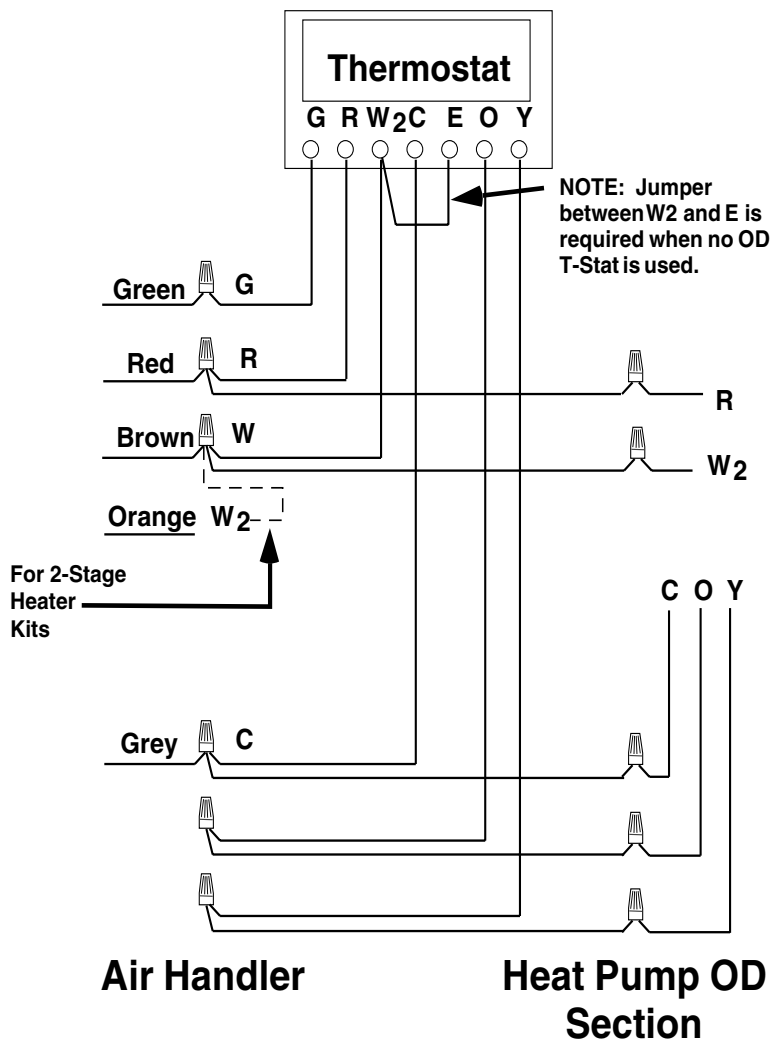 Thermostat
G R W2 C E O Y
NOTE: Jumper
between W2 and E is
required when no OD
T-Stat is used.
Green G
Red R
R
Brown W
W2
Orange W2
For 2-Stage
Heater
Kits
C O Y
Grey C
Air Handler
Heat Pump OD
Section